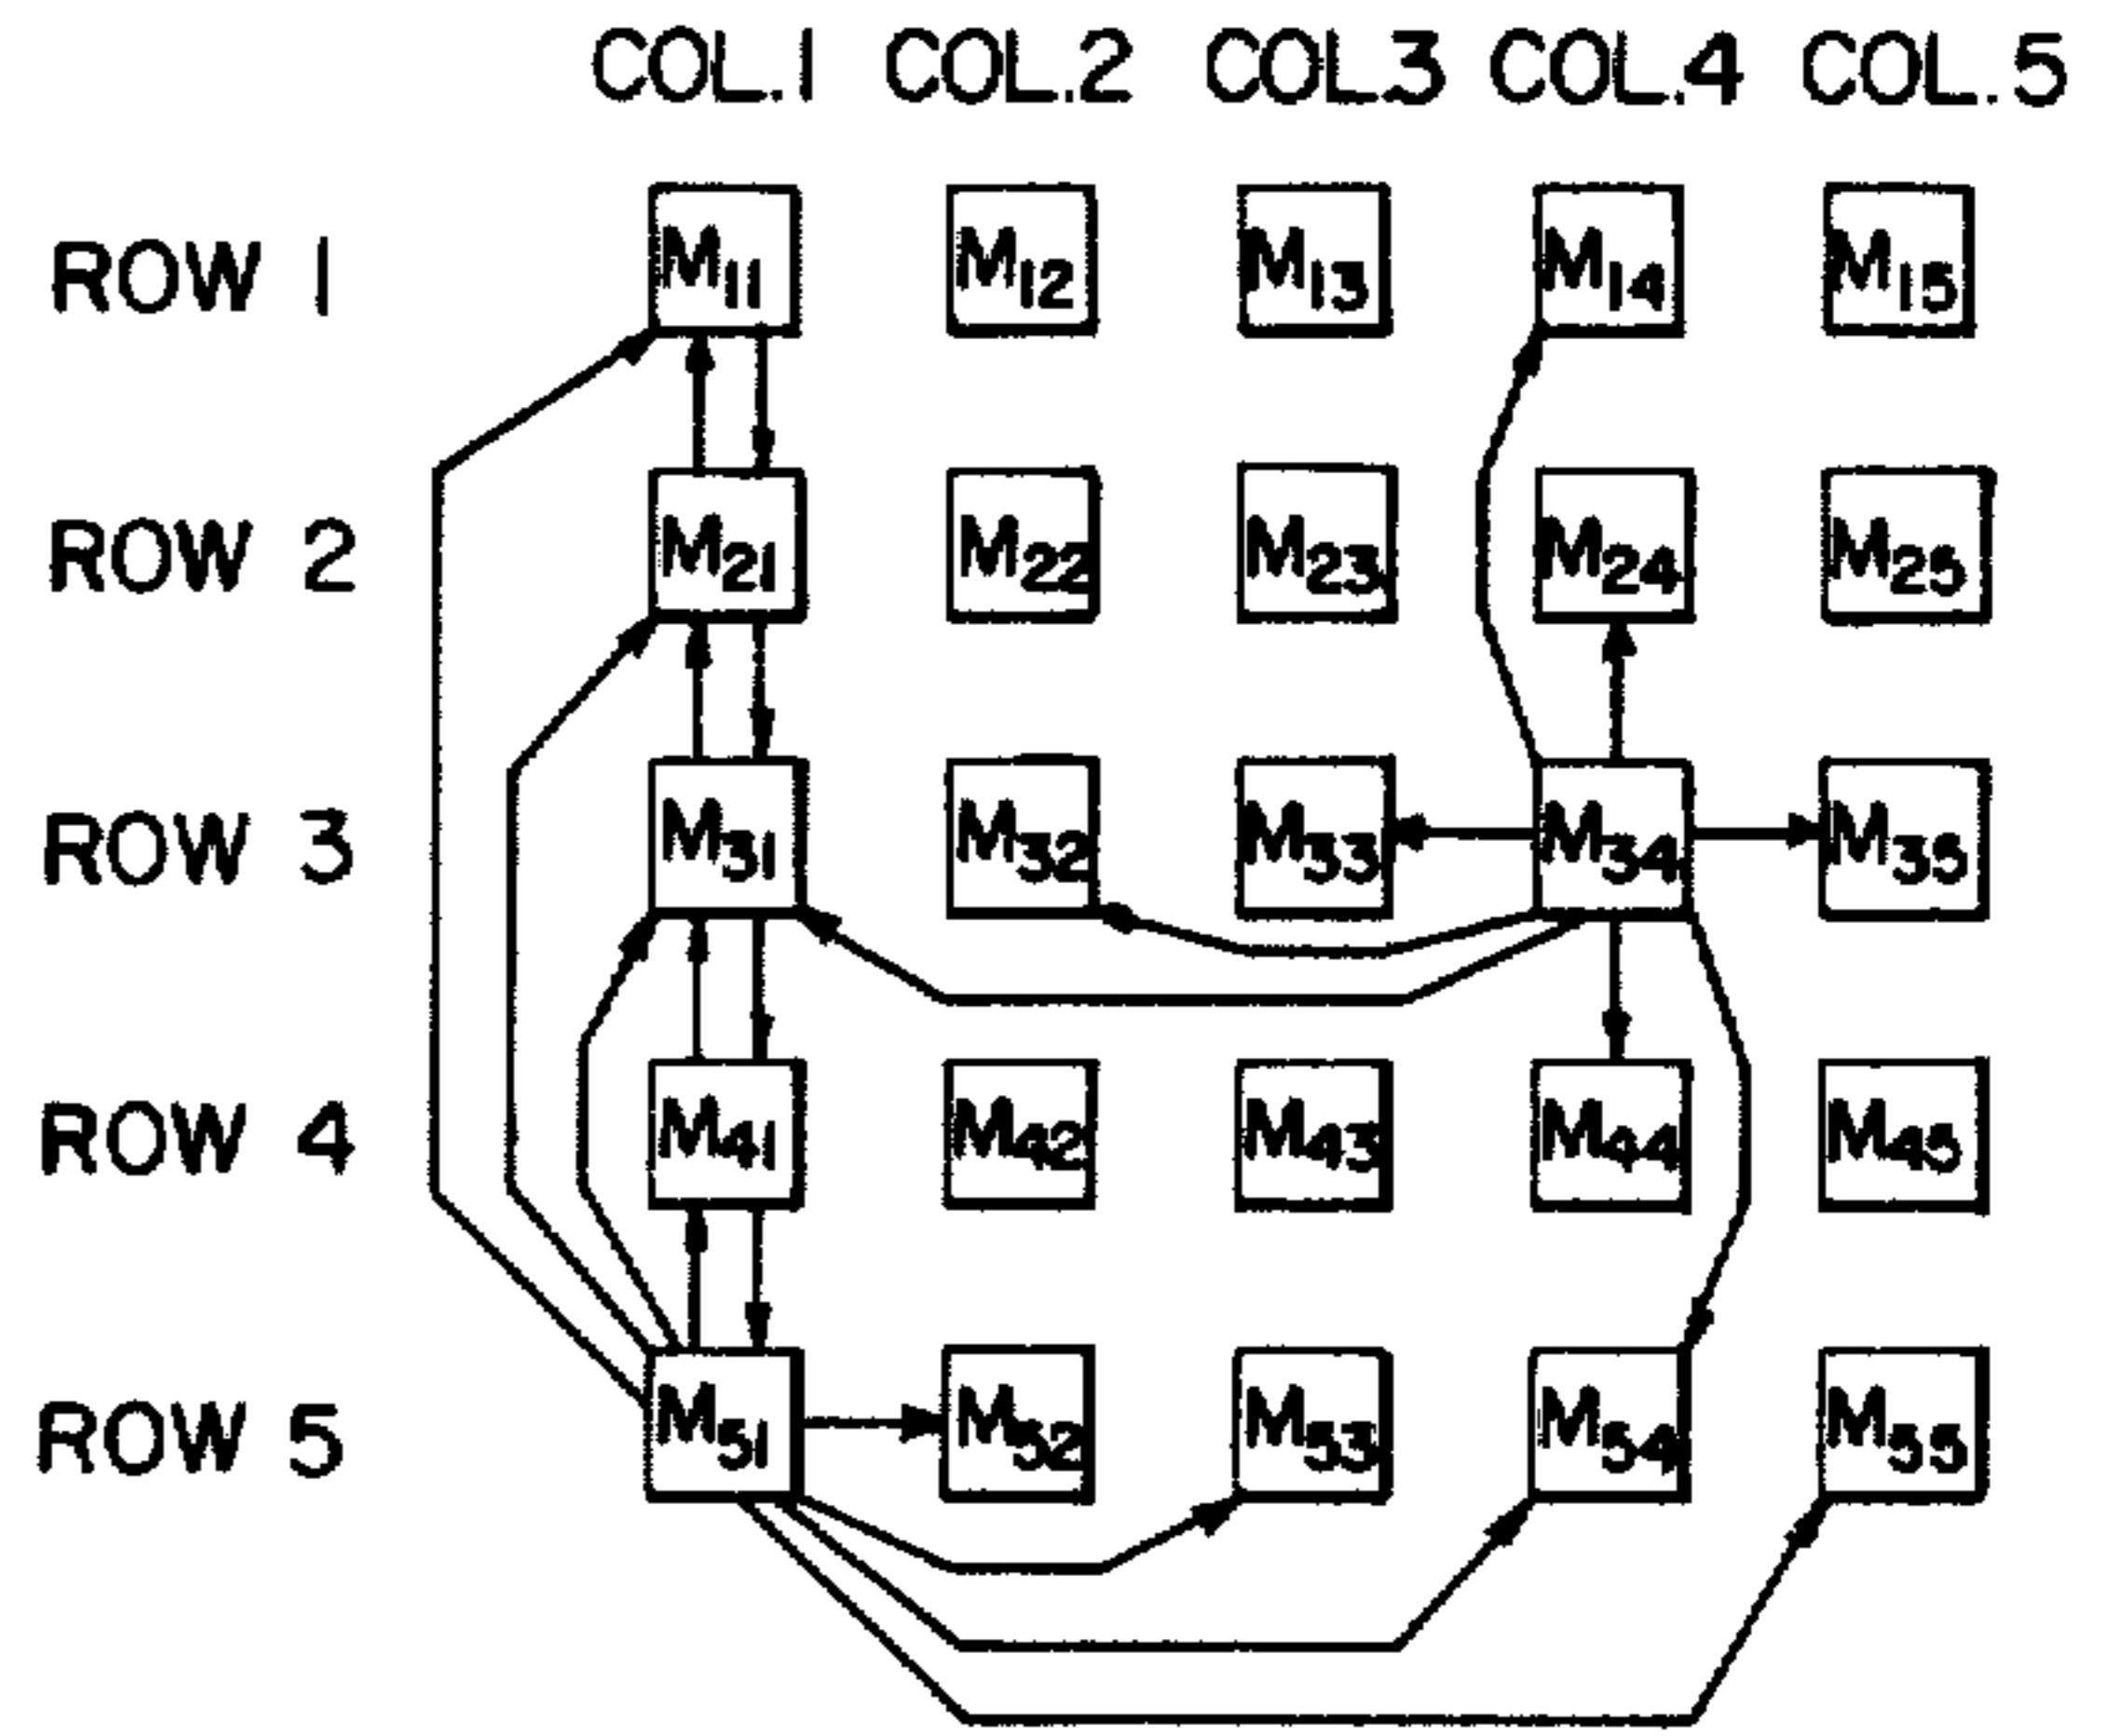 COL.1 COL.2 COL.3 COL.4 COL.5
ROW 1 M11 M12 M13 M14 M15
ROW 2 M21 M22 M23 M24 M25
ROW 3 M31 M32 M33 M34 M35
ROW 4 M41 M42 M43 M44 M45
ROW 5 M51 M52 M53 M54 M55